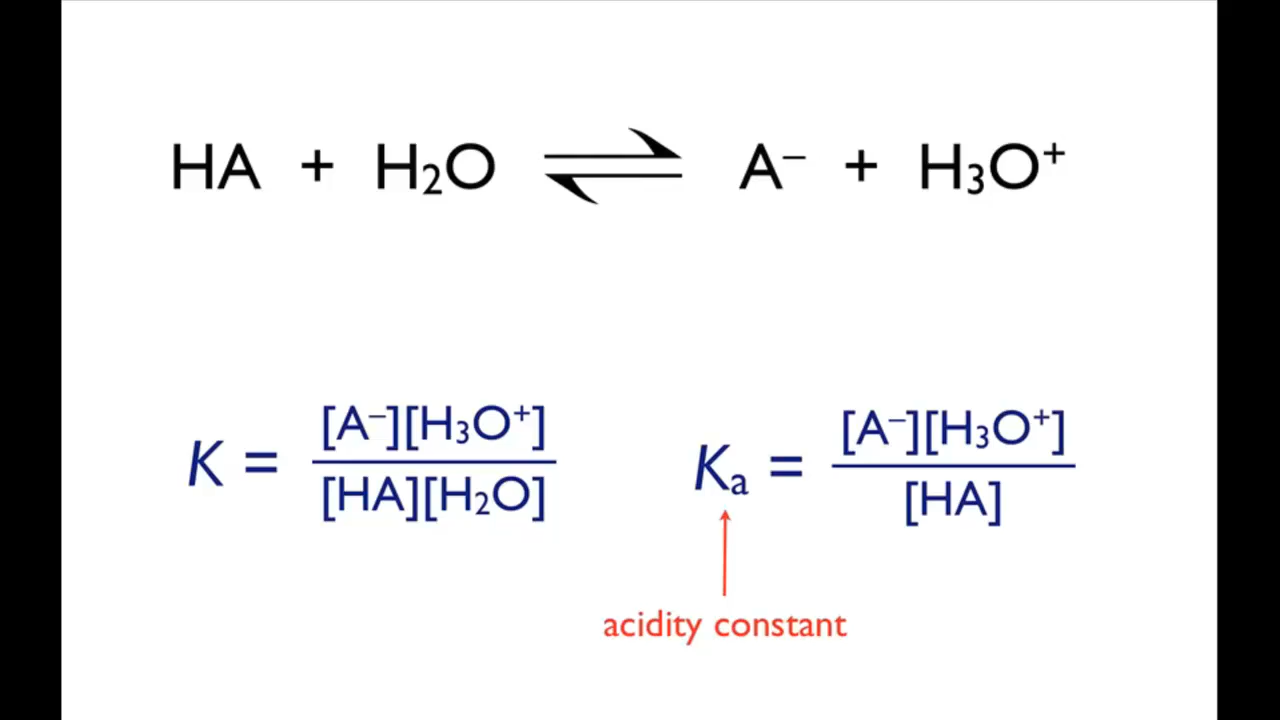 HA + H₂O ⇌ A⁻ + H₃O⁺
K = [A⁻][H₃O⁺] / [HA][H₂O]
Kₐ = [A⁻][H₃O⁺] / [HA]
acidity constant